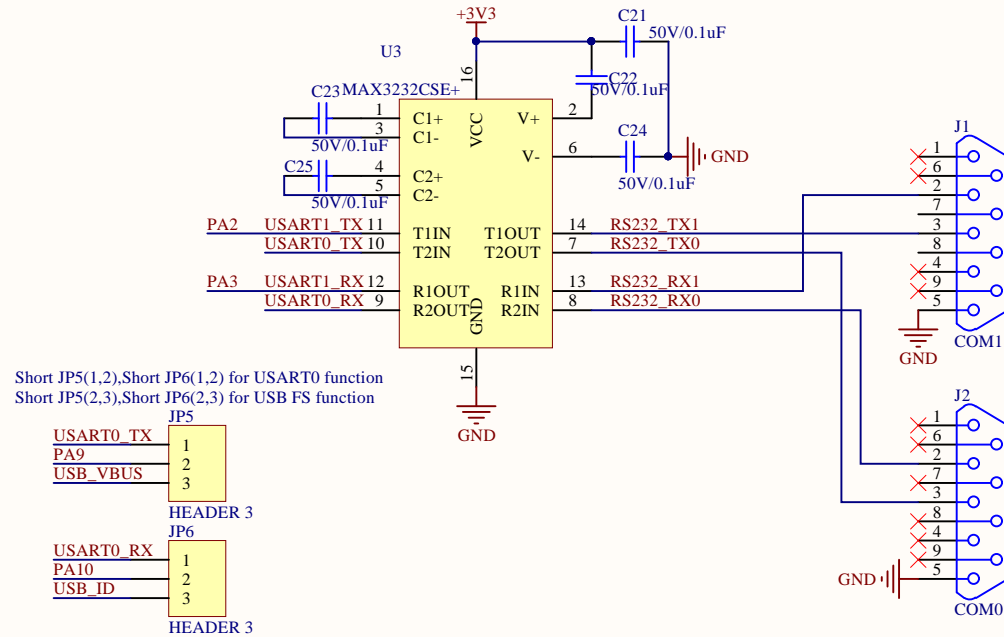 +3V3
C21
50V/0.1uF
U3
16
C22
50V/0.1uF
C23
MAX3232CSE+
1
C1+
VCC
V+
2
3
C1-
50V/0.1uF
C24
V-
6
GND
50V/0.1uF
C25
4
C2+
5
C2-
50V/0.1uF
PA2
USART1_TX
11
T1IN
T1OUT
14
RS232_TX1
USART0_TX
10
T2IN
T2OUT
7
RS232_TX0
PA3
USART1_RX
12
R1OUT
R1IN
13
RS232_RX1
USART0_RX
9
R2OUT
GND
R2IN
8
RS232_RX0
15
GND
J1
1
6
2
7
3
8
4
9
5
GND
COM1
Short JP5(1,2),Short JP6(1,2) for USART0 function
Short JP5(2,3),Short JP6(2,3) for USB FS function
JP5
USART0_TX
1
PA9
2
USB_VBUS
3
HEADER 3
JP6
USART0_RX
1
PA10
2
USB_ID
3
HEADER 3
J2
1
6
2
7
3
8
4
9
5
GND
COM0